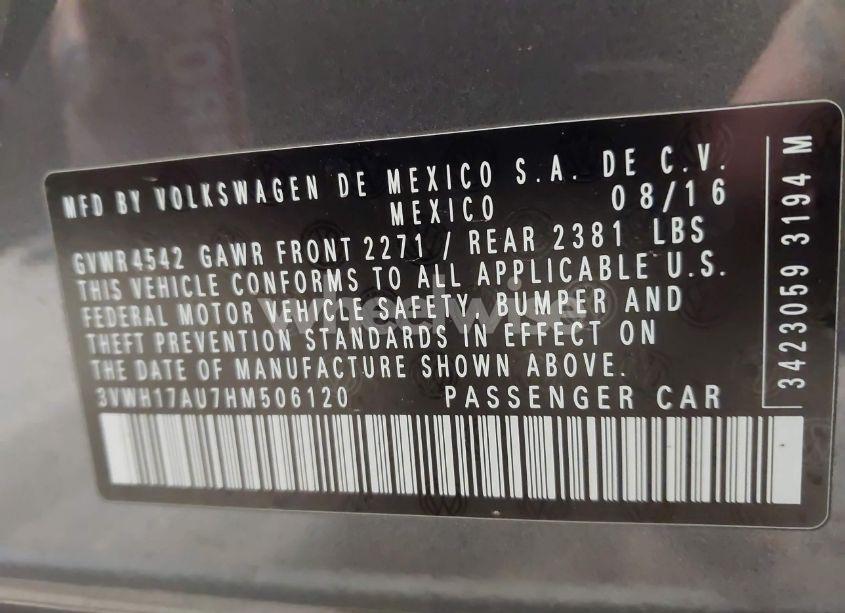 MFD BY VOLKSWAGEN DE MEXICO S.A. DE C.V.
MEXICO 08/16
GVWR4542 GAWR FRONT 2271 / REAR 2381 LBS
THIS VEHICLE CONFORMS TO ALL APPLICABLE U.S.
FEDERAL MOTOR VEHICLE SAFETY, BUMPER AND
THEFT PREVENTION STANDARDS IN EFFECT ON
THE DATE OF MANUFACTURE SHOWN ABOVE.
3VWH17AU7HM506120 PASSENGER CAR
3423059 3194 M
wheelwire